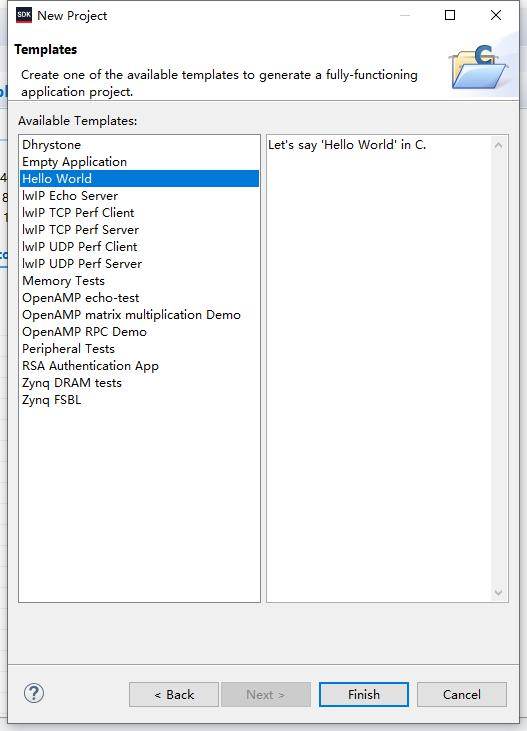 SDK New Project
Templates
Create one of the available templates to generate a fully-functioning
application project.
Available Templates:
Dhrystone
Empty Application
Hello World
lwIP Echo Server
lwIP TCP Perf Client
lwIP TCP Perf Server
lwIP UDP Perf Client
lwIP UDP Perf Server
Memory Tests
OpenAMP echo-test
OpenAMP matrix multiplication Demo
OpenAMP RPC Demo
Peripheral Tests
RSA Authentication App
Zynq DRAM tests
Zynq FSBL
Let's say 'Hello World' in C.
? < Back Next > Finish Cancel